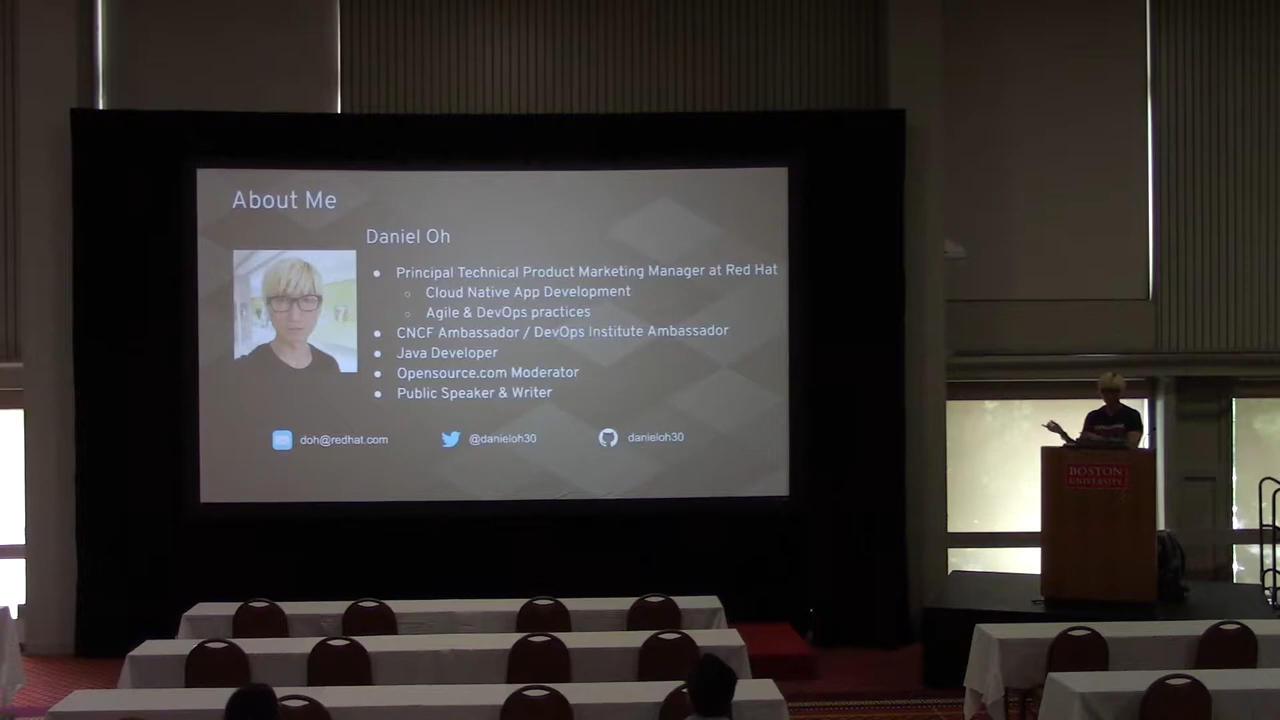 About Me
Daniel Oh
Principal Technical Product Marketing Manager at Red Hat
Cloud Native App Development
Agile & DevOps practices
CNCF Ambassador / DevOps Institute Ambassador
Java Developer
Opensource.com Moderator
Public Speaker & Writer
doh@redhat.com
@danieloh30
danieloh30
BOSTON
UNIVERSITY